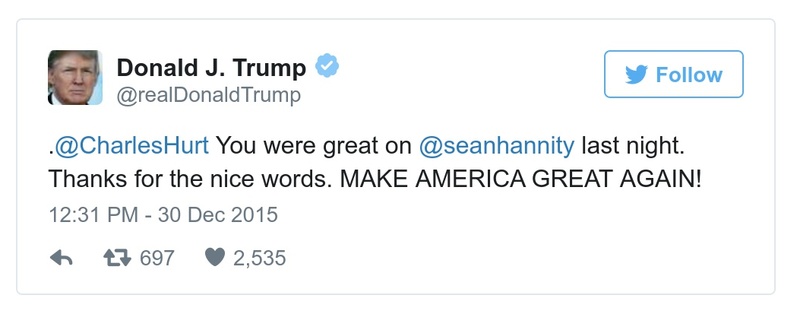 Donald J. Trump
@realDonaldTrump
Follow
.@CharlesHurt You were great on @seanhannity last night.
Thanks for the nice words. MAKE AMERICA GREAT AGAIN!
12:31 PM - 30 Dec 2015
697 2,535